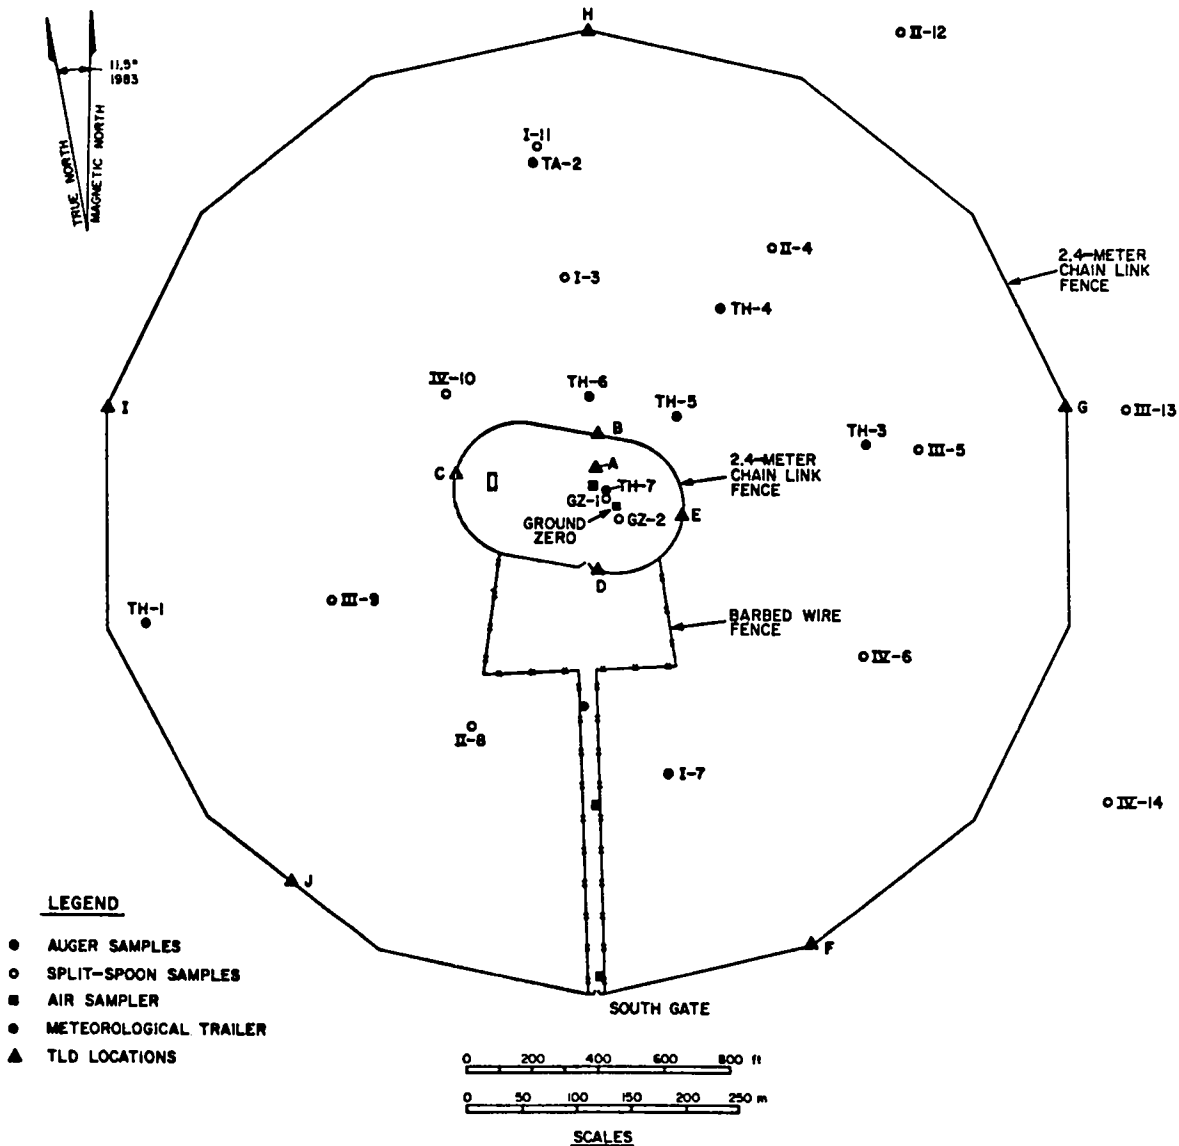 H
II-12
11.5°
1983
TRUE NORTH
MAGNETIC NORTH
I-11
TA-2
II-4
2.4-METER
CHAIN LINK
FENCE
I-3
TH-4
IV-10
TH-6
TH-5
I
G
III-13
B
TH-3
III-5
C
A
2.4-METER
CHAIN LINK
FENCE
TH-7
GZ-1
GROUND
ZERO
GZ-2
E
D
TH-1
III-9
BARBED WIRE
FENCE
IV-6
II-8
I-7
IV-14
J
F
LEGEND
AUGER SAMPLES
SPLIT-SPOON SAMPLES
AIR SAMPLER
METEOROLOGICAL TRAILER
TLD LOCATIONS
SOUTH GATE
0 200 400 600 800 ft
0 50 100 150 200 250 m
SCALES